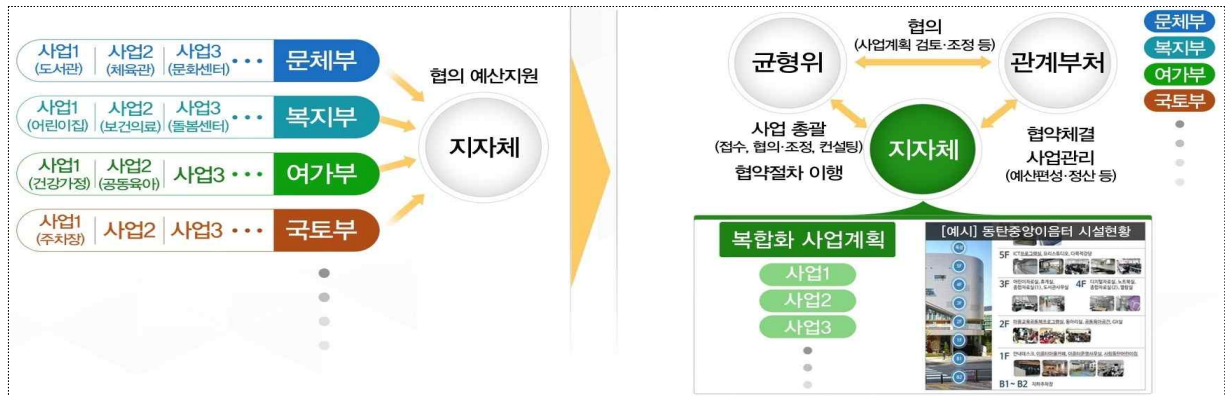 사업1 사업2 사업3 ··· 문체부
(도서관) (체육관) (문화센터)
사업1 사업2 사업3 ··· 복지부
(어린이집) (보건의료) (돌봄센터)
사업1 사업2 사업3 ··· 여가부
(건강가정) (공동육아)
사업1 사업2 사업3 ··· 국토부
(주차장)
협의 예산지원
지자체
균형위
협의
(사업계획 검토·조정 등)
관계부처
문체부
복지부
여가부
국토부
사업 총괄
(접수, 협의·조정, 컨설팅)
협약절차 이행
지자체
협약체결
사업관리
(예산편성·정산 등)
복합화 사업계획
사업1
사업2
사업3
[예시] 동탄중앙이음터 시설현황
5F
3F
4F
2F
1F
B1~ B2 지하주차장